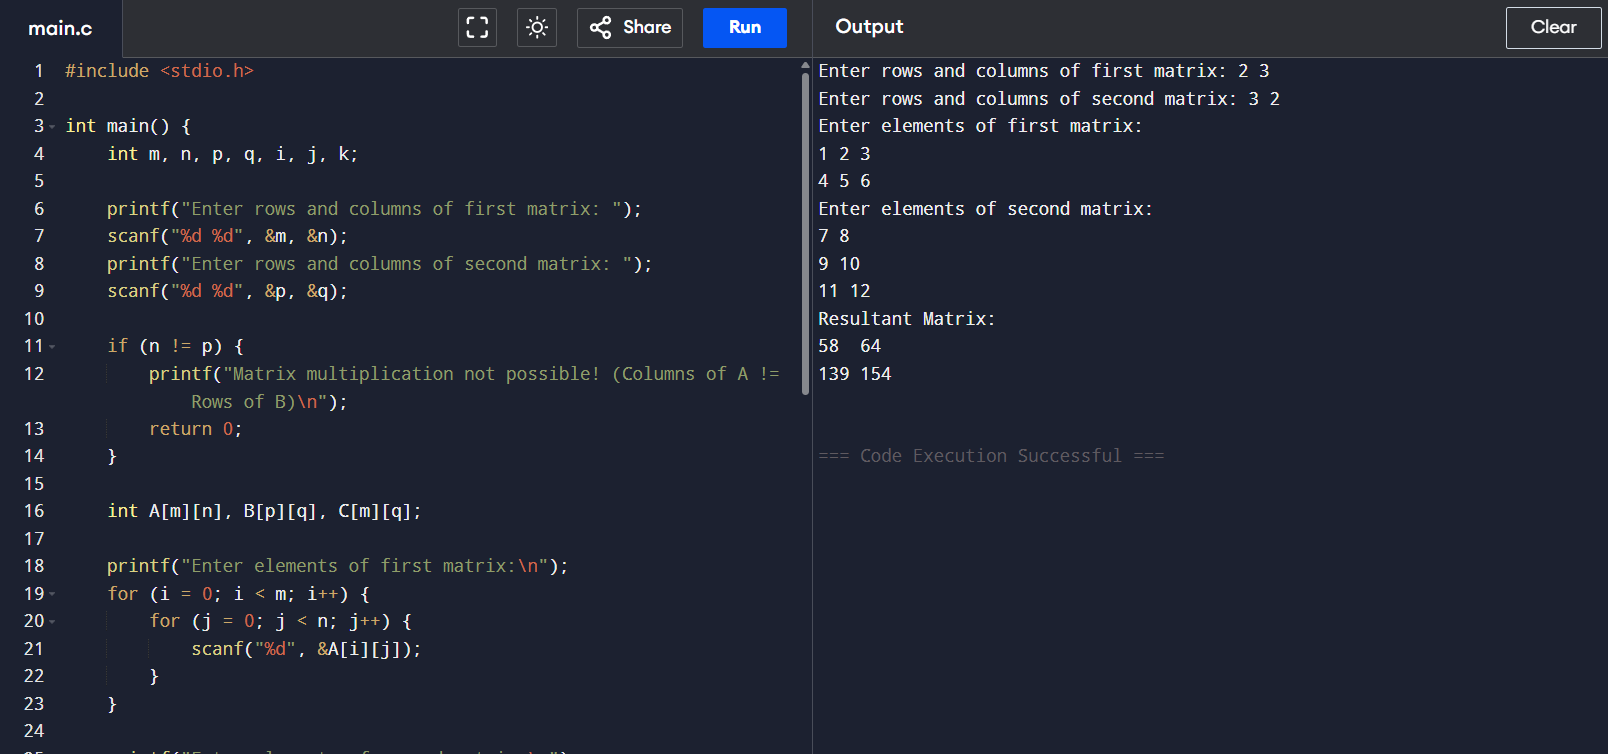 main.c
Share
Run
Output
Clear
1 #include <stdio.h>
2
3 int main() {
4     int m, n, p, q, i, j, k;
5
6     printf("Enter rows and columns of first matrix: ");
7     scanf("%d %d", &m, &n);
8     printf("Enter rows and columns of second matrix: ");
9     scanf("%d %d", &p, &q);
10
11     if (n != p) {
12         printf("Matrix multiplication not possible! (Columns of A !=
Rows of B)\n");
13         return 0;
14     }
15
16     int A[m][n], B[p][q], C[m][q];
17
18     printf("Enter elements of first matrix:\n");
19     for (i = 0; i < m; i++) {
20         for (j = 0; j < n; j++) {
21             scanf("%d", &A[i][j]);
22         }
23     }
24
Enter rows and columns of first matrix: 2 3
Enter rows and columns of second matrix: 3 2
Enter elements of first matrix:
1 2 3
4 5 6
Enter elements of second matrix:
7 8
9 10
11 12
Resultant Matrix:
58  64
139 154
=== Code Execution Successful ===